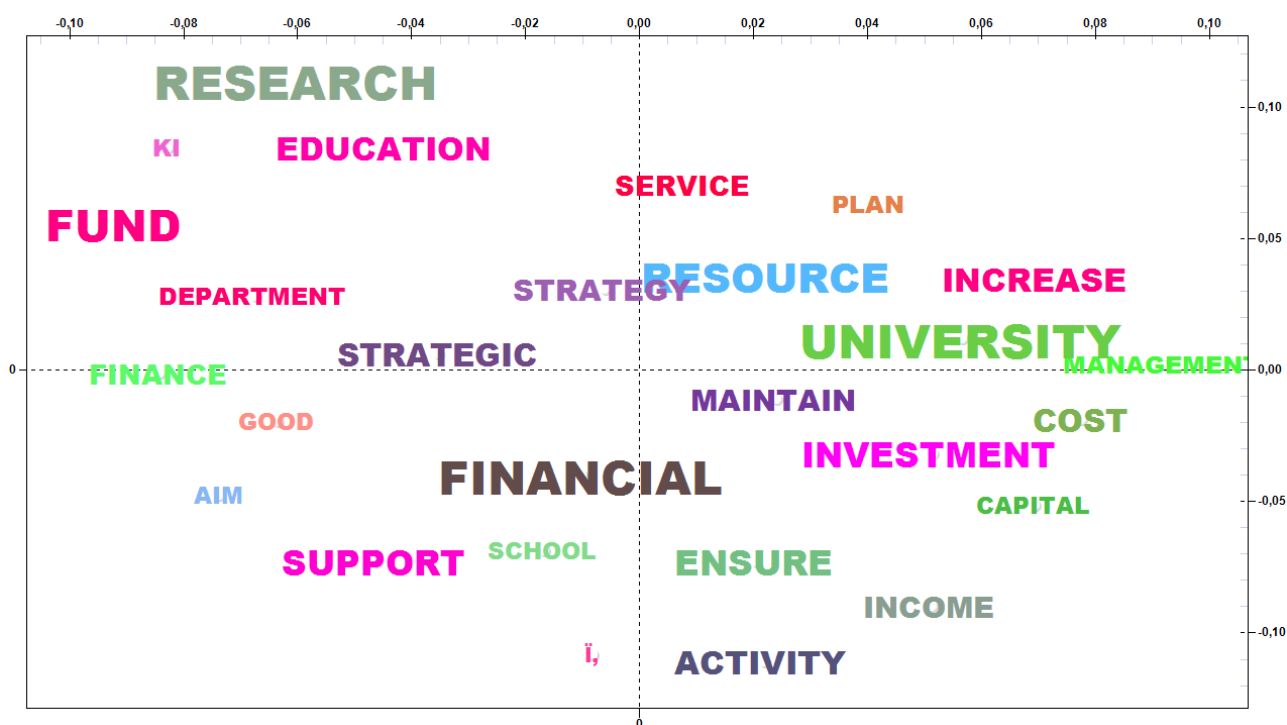 -0,10 -0,08 -0,06 -0,04 -0,02 0,00 0,02 0,04 0,06 0,08 0,10
RESEARCH
0,10
KI EDUCATION
SERVICE
PLAN
FUND
0,05
RESOURCE INCREASE
STRATEGY
DEPARTMENT
UNIVERSITY
STRATEGIC
MANAGEMENT
0 0,00
FINANCE
MAINTAIN
GOOD COST
INVESTMENT
FINANCIAL
AIM
CAPITAL -0,05
SCHOOL
SUPPORT ENSURE
INCOME
-0,10
Ï,
ACTIVITY
0